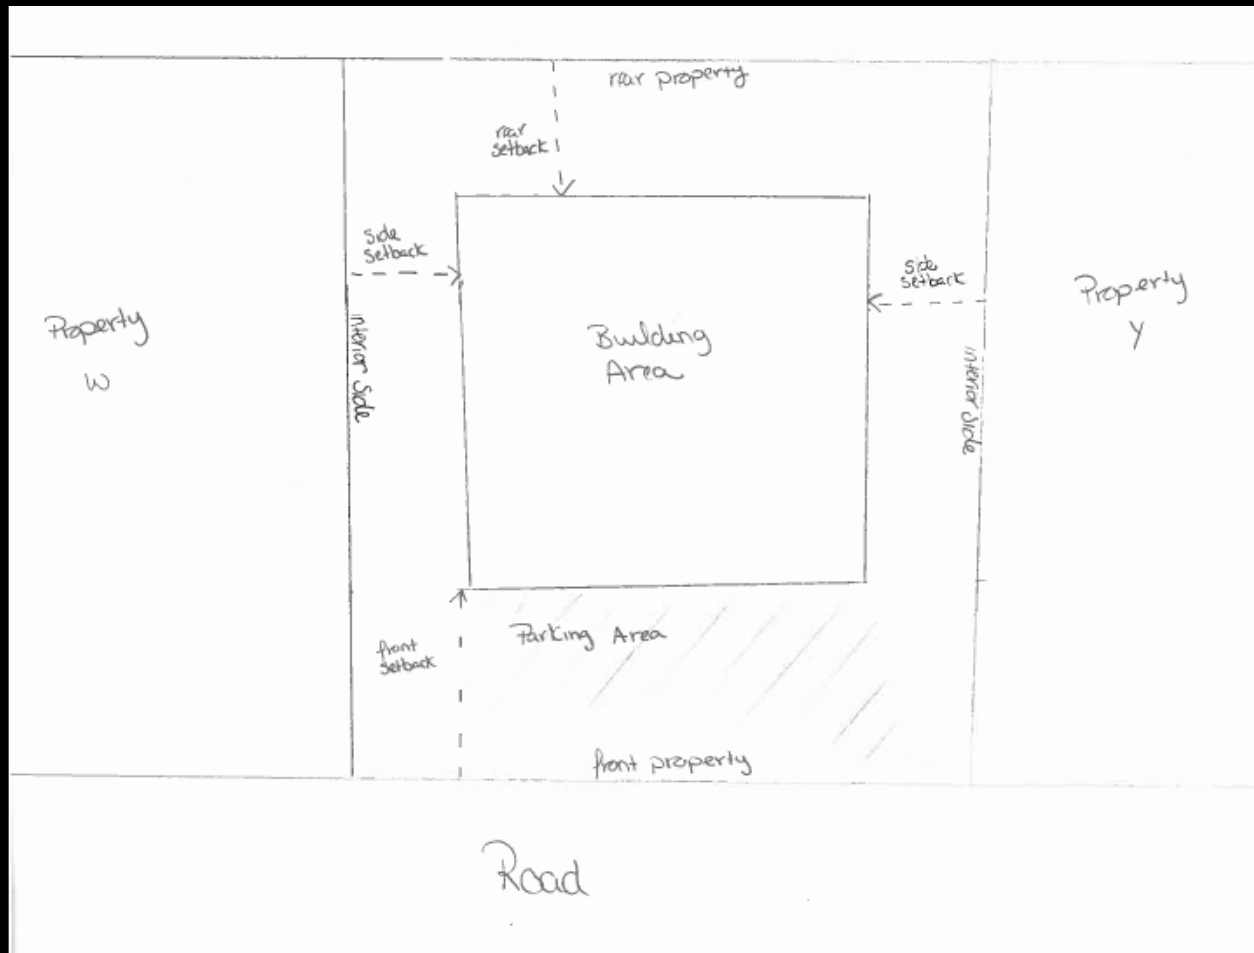 rear property
rear
setback
side
setback
side
setback
Property
W
interior side
Building
Area
Property
Y
interior side
Parking Area
front
setback
front property
Road